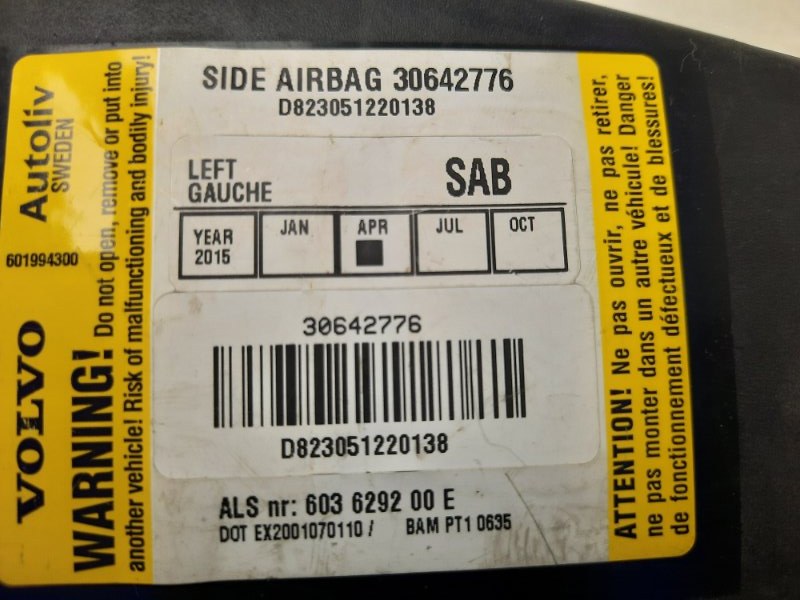 VOLVO
Autoliv
SWEDEN
601994300
WARNING! Do not open, remove or put into
another vehicle! Risk of malfunctioning and bodily injury!
SIDE AIRBAG 30642776
D823051220138
LEFT
GAUCHE
SAB
YEAR
2015
JAN
APR
JUL
OCT
30642776
D823051220138
ALS nr: 603 6292 00 E
DOT EX2001070110 / BAM PT1 0635
ATTENTION! Ne pas ouvrir, ne pas retirer,
ne pas monter dans un autre véhicule! Danger
de fonctionnement défectueux et de blessures!